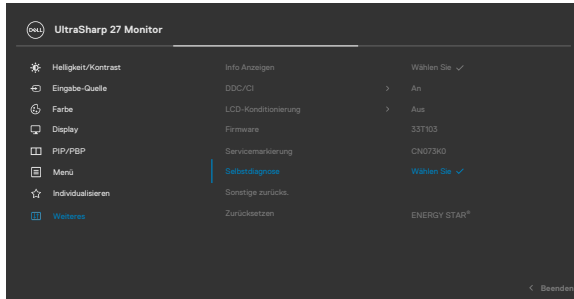 DELL UltraSharp 27 Monitor
Helligkeit/Kontrast Info Anzeigen Wählen Sie ✓
Eingabe-Quelle DDC/CI > An
Farbe LCD-Konditionierung > Aus
Display Firmware 33T103
PIP/PBP Servicemarkierung CN073K0
Menü Selbstdiagnose Wählen Sie ✓
Individualisieren Sonstige zurücks.
Weiteres Zurücksetzen ENERGY STAR®
< Beenden